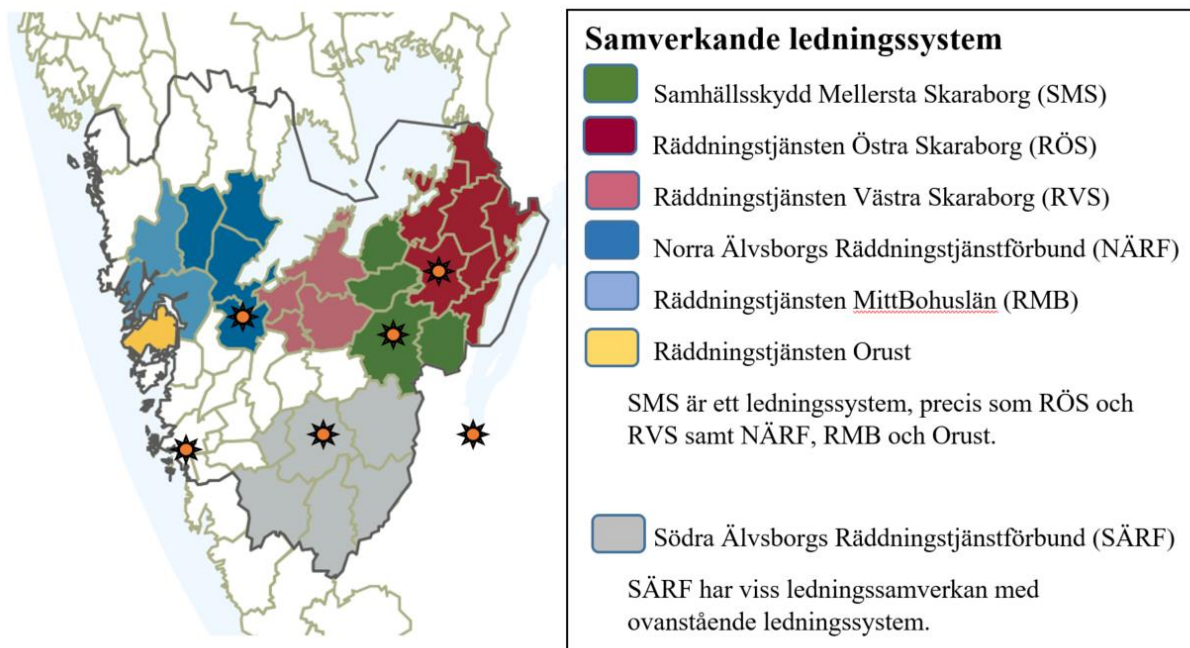 Samverkande ledningssystem
Samhällsskydd Mellersta Skaraborg (SMS)
Räddningstjänsten Östra Skaraborg (RÖS)
Räddningstjänsten Västra Skaraborg (RVS)
Norra Älvsborgs Räddningstjänstförbund (NÄRF)
Räddningstjänsten MittBohuslän (RMB)
Räddningstjänsten Orust
SMS är ett ledningssystem, precis som RÖS och
RVS samt NÄRF, RMB och Orust.
Södra Älvsborgs Räddningstjänstförbund (SÄRF)
SÄRF har viss ledningssamverkan med
ovanstående ledningssystem.